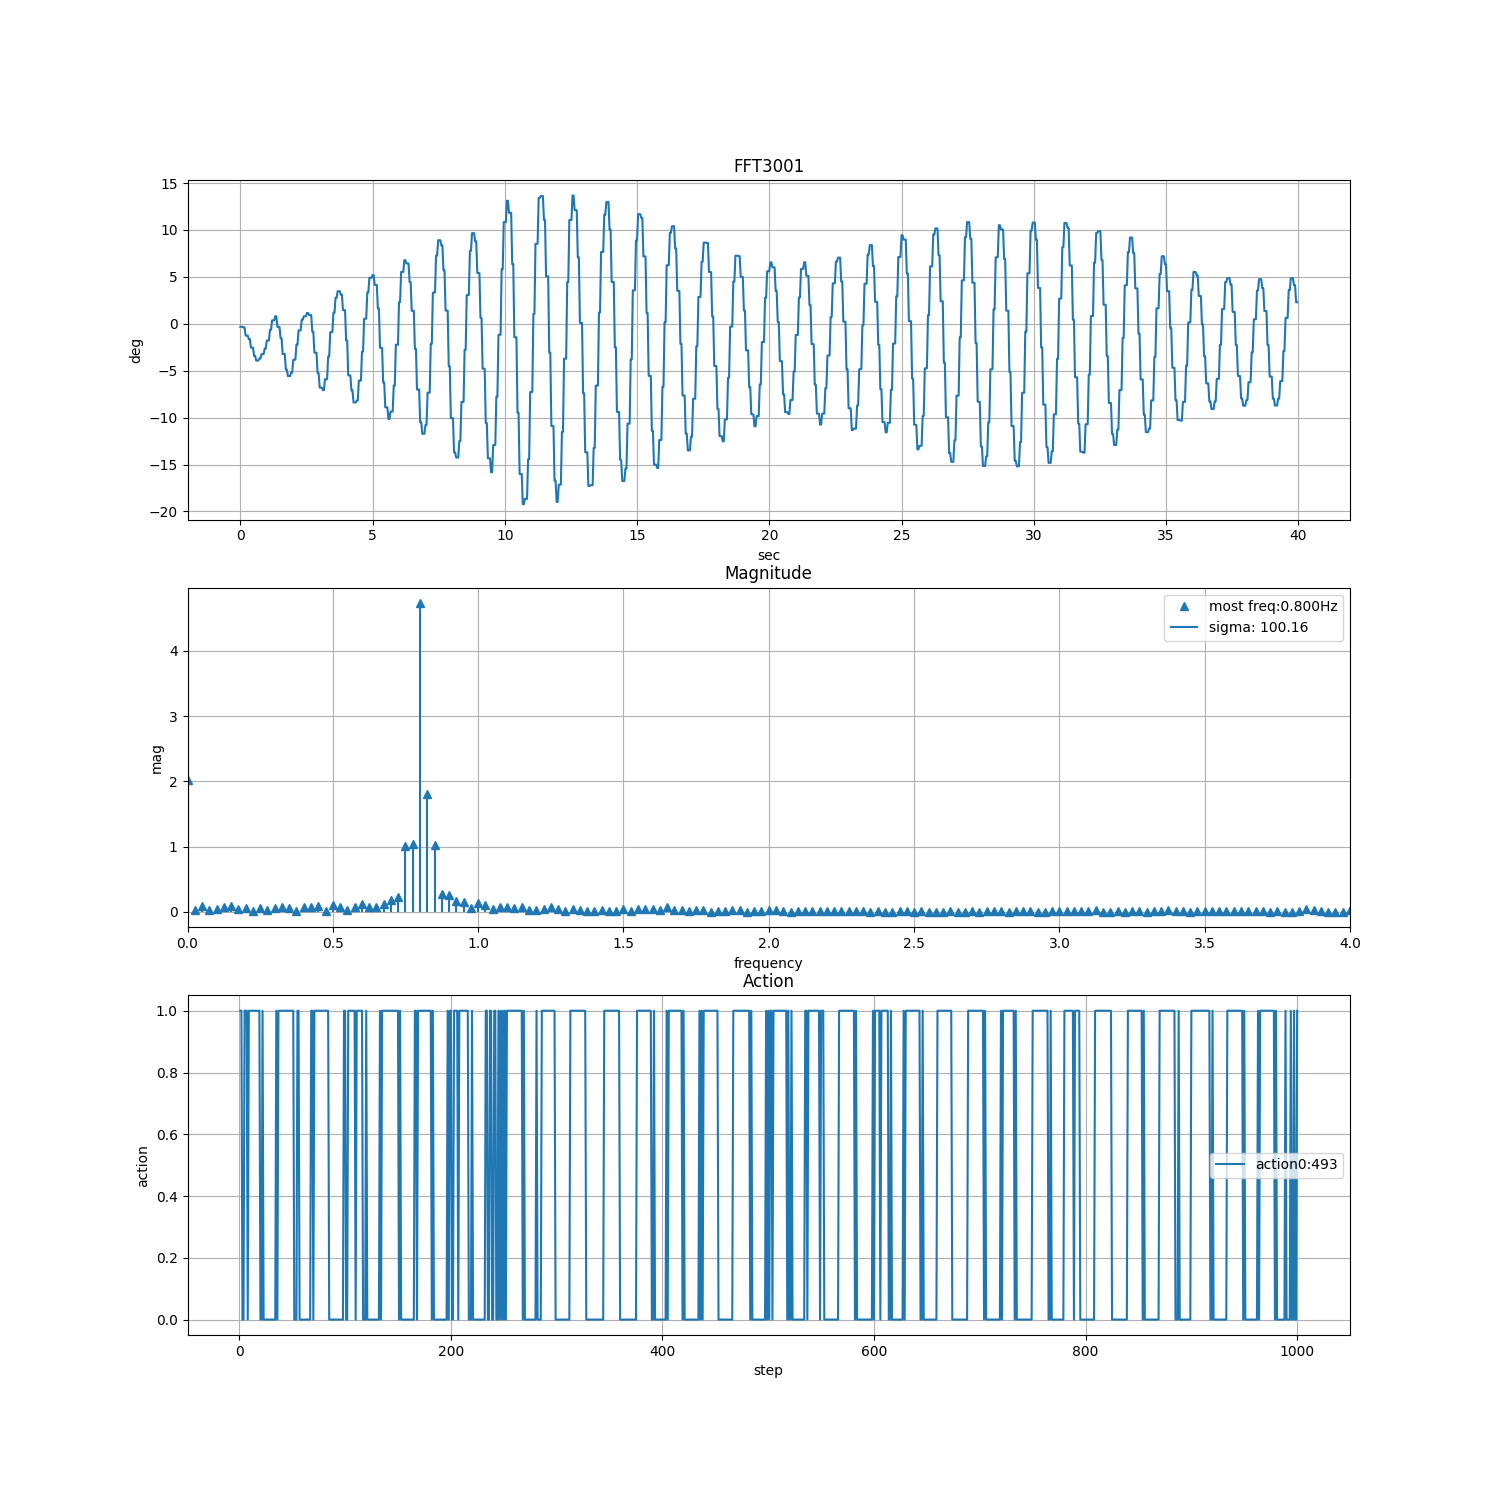 FFT3001
15
10
5
0
−5
−10
−15
−20
deg
0 5 10 15 20 25 30 35 40
sec
Magnitude
most freq:0.800Hz
sigma: 100.16
4
3
2
1
0
mag
0.0 0.5 1.0 1.5 2.0 2.5 3.0 3.5 4.0
frequency
Action
1.0
0.8
0.6
0.4
0.2
0.0
action
action0:493
0 200 400 600 800 1000
step